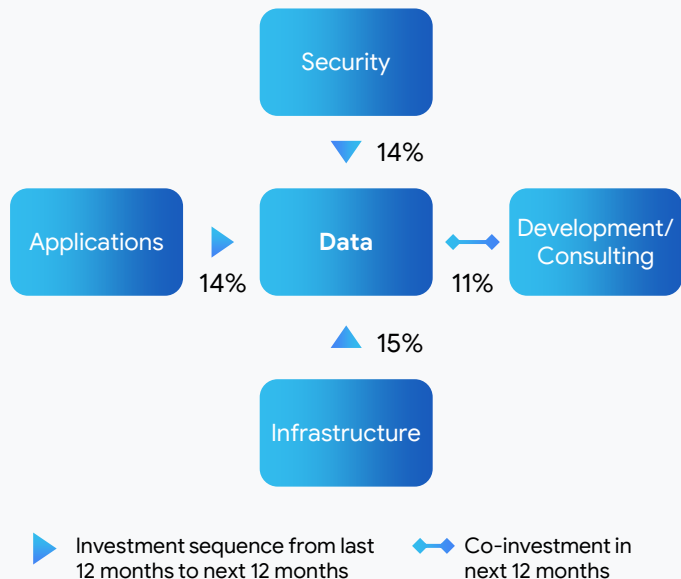 Security
14%
Applications
Data
Development/
Consulting
14%
11%
15%
Infrastructure
Investment sequence from last
12 months to next 12 months
Co-investment in
next 12 months